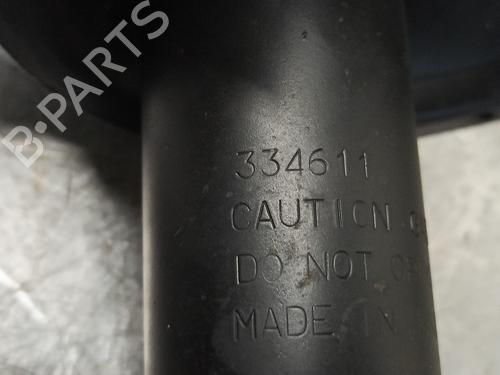 B-PARTS
334611
CAUTION
DO NOT
MADE IN